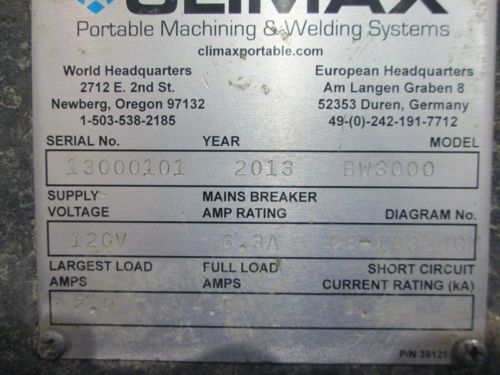 CLIMAX
Portable Machining & Welding Systems
climaxportable.com
World Headquarters
2712 E. 2nd St.
Newberg, Oregon 97132
1-503-538-2185
European Headquarters
Am Langen Graben 8
52353 Duren, Germany
49-(0)-242-191-7712
SERIAL No. YEAR MODEL
13000101 2013 BW3000
SUPPLY VOLTAGE MAINS BREAKER AMP RATING DIAGRAM No.
120V 6.3A
LARGEST LOAD AMPS FULL LOAD AMPS SHORT CIRCUIT CURRENT RATING (kA)
P/N